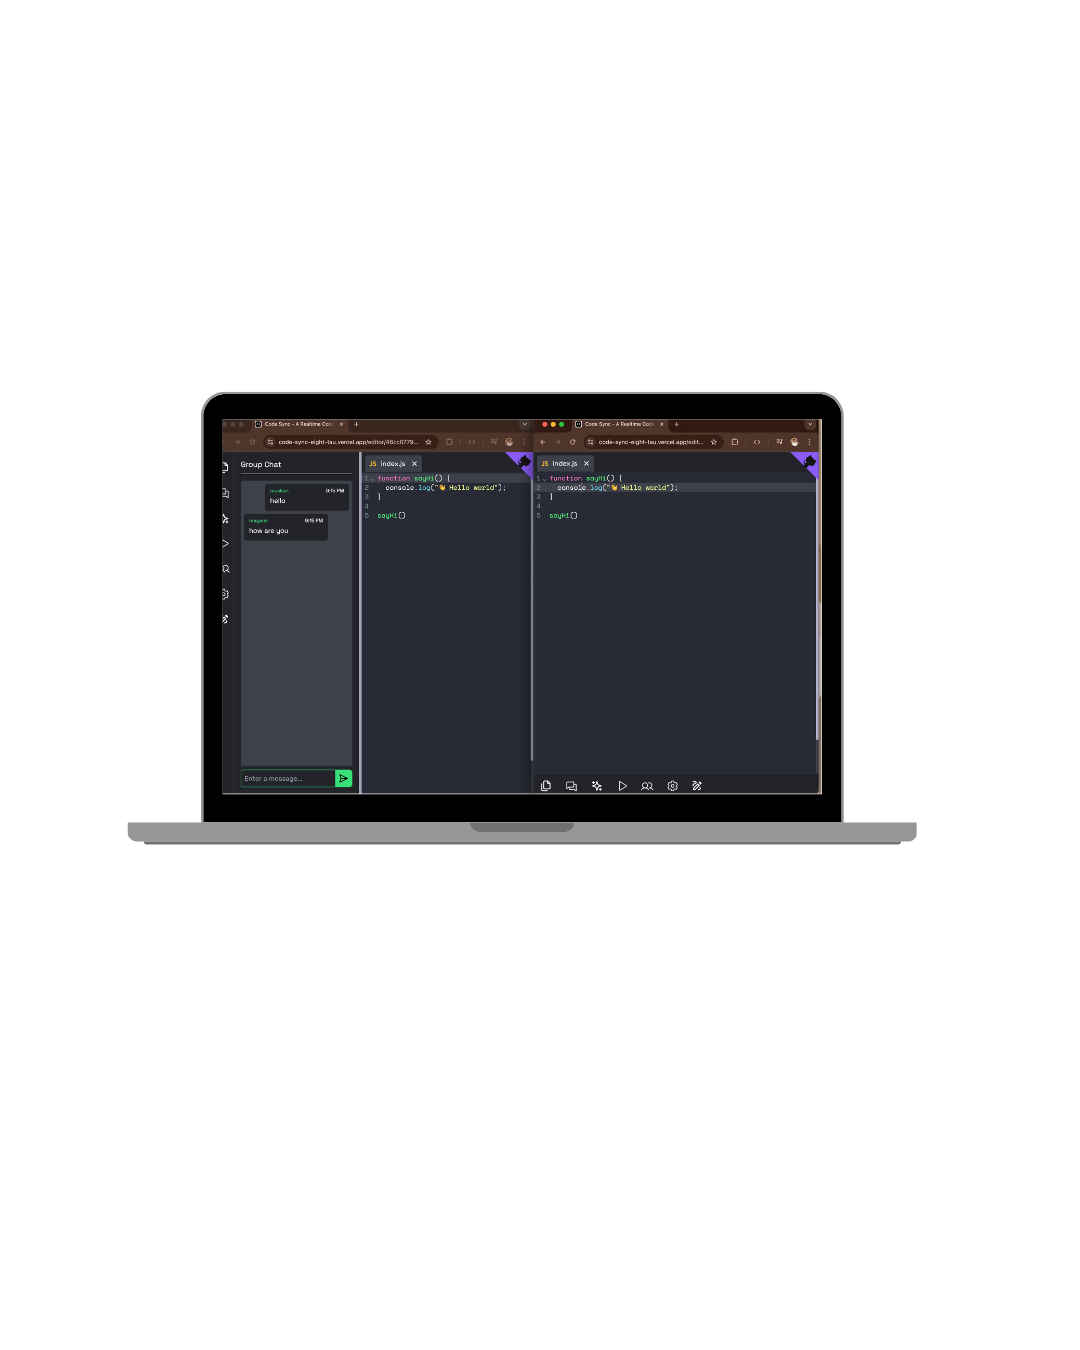 Code Sync - A Realtime Cod
code-sync-eight-tau.vercel.app/editor/46cc0779...
Group Chat
9:15 PM
hello
mayank 9:15 PM
how are you
Enter a message...
JS index.js
1 function sayHi() {
2 console.log("👋 Hello world");
3 }
4
5 sayHi()
Code Sync - A Realtime Cod
code-sync-eight-tau.vercel.app/edit...
JS index.js
1 function sayHi() {
2 console.log("👋 Hello world");
3 }
4
5 sayHi()